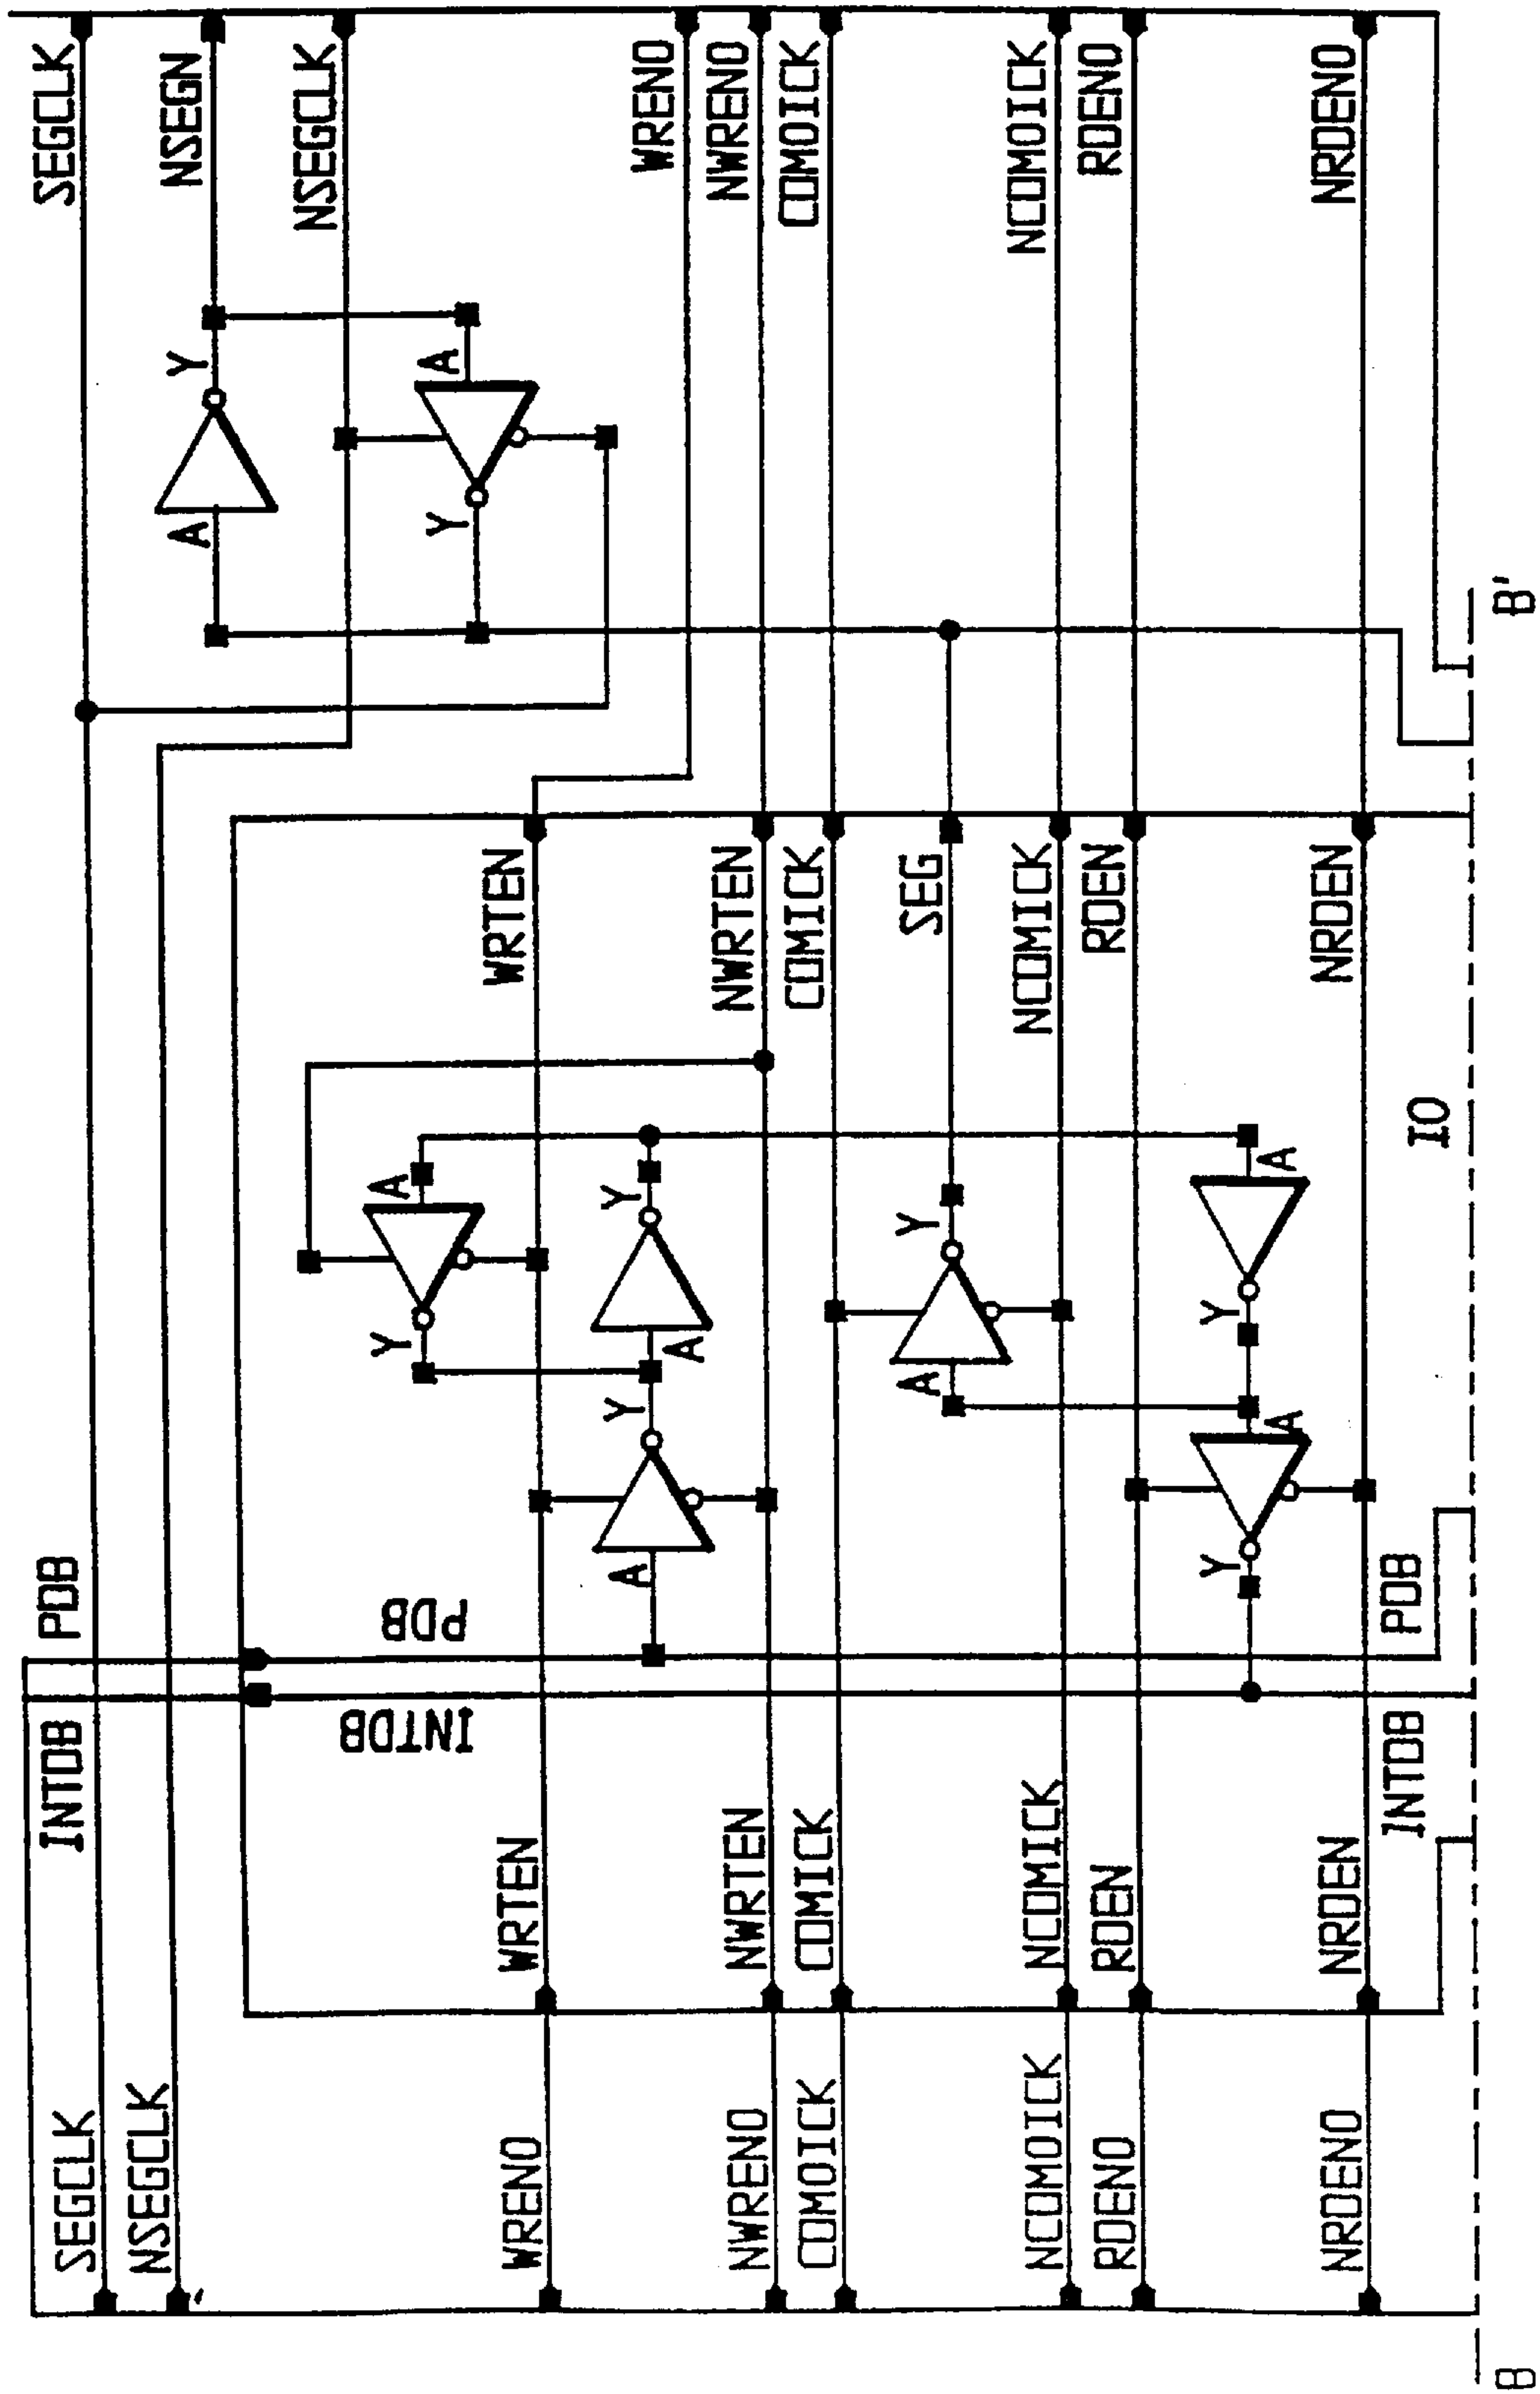 SEGCLK INTDB PDB SEGCLK
NSEGCLK A Y NSEGN
NSEGCLK
INTDB PDB
Y A
Y A
WRENO WRTEN WRTEN
A Y Y
WRENO
A
NWRENO NWRTEN NWRTEN NWRENO
COMOICK COMICK COMICK COMOICK
A Y SEG
NCOMOICK NCOMICK NCOMICK NCOMOICK
RDENO RDEN RDEN RDENO
Y Y
A A
NRDENO NRDEN NRDEN NRDENO
INTDB PDB
IO
B B'